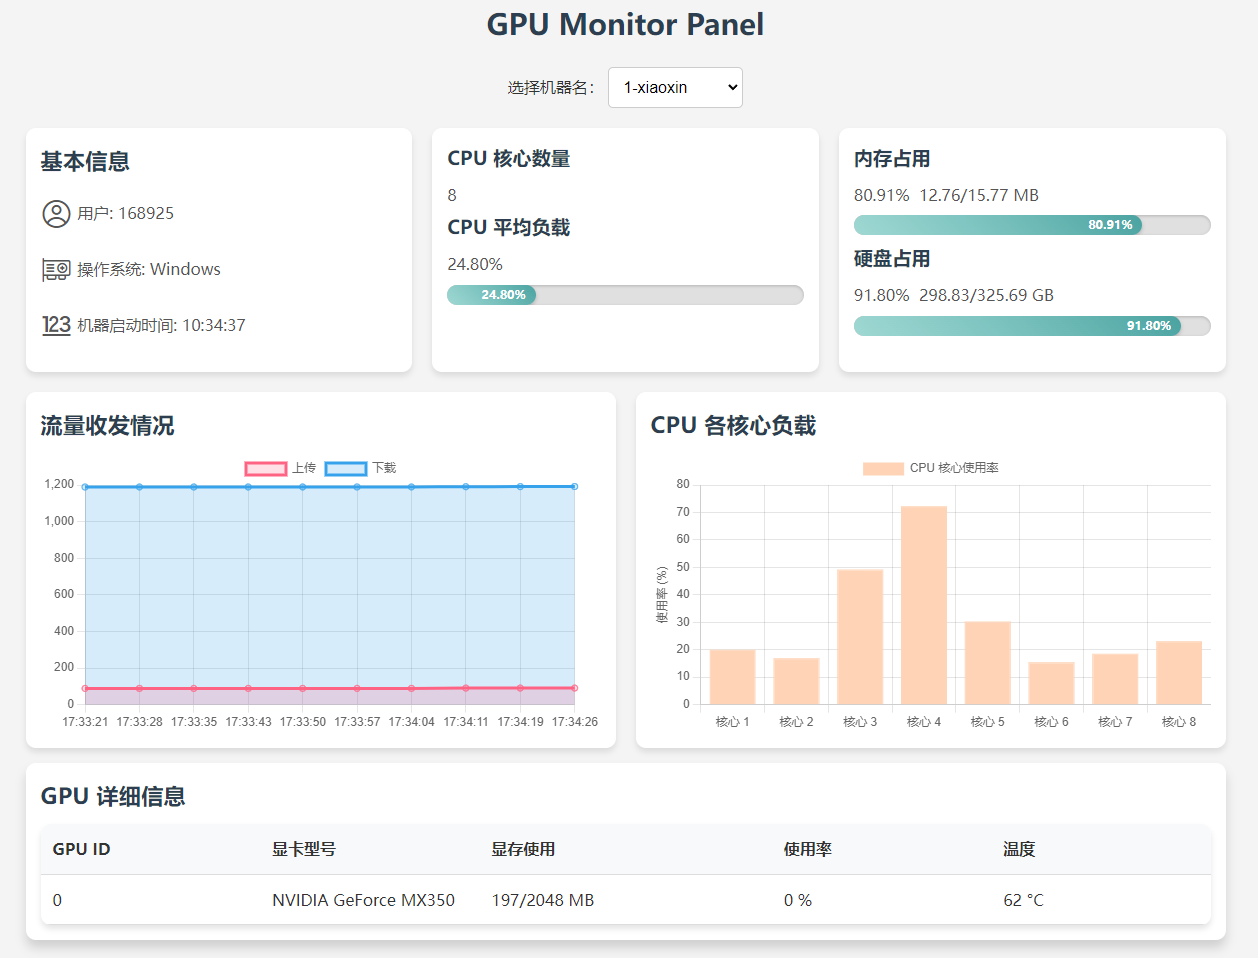 GPU Monitor Panel
选择机器名：
1-xiaoxin
基本信息
用户: 168925
操作系统: Windows
123 机器启动时间: 10:34:37
CPU 核心数量
8
CPU 平均负载
24.80%
24.80%
内存占用
80.91% 12.76/15.77 MB
80.91%
硬盘占用
91.80% 298.83/325.69 GB
91.80%
流量收发情况
上传 下载
1,200
1,000
800
600
400
200
0
17:33:21 17:33:28 17:33:35 17:33:43 17:33:50 17:33:57 17:34:04 17:34:11 17:34:19 17:34:26
CPU 各核心负载
CPU 核心使用率
使用率 (%)
80
70
60
50
40
30
20
10
0
核心 1 核心 2 核心 3 核心 4 核心 5 核心 6 核心 7 核心 8
GPU 详细信息
GPU ID 显卡型号 显存使用 使用率 温度
0 NVIDIA GeForce MX350 197/2048 MB 0 % 62 °C